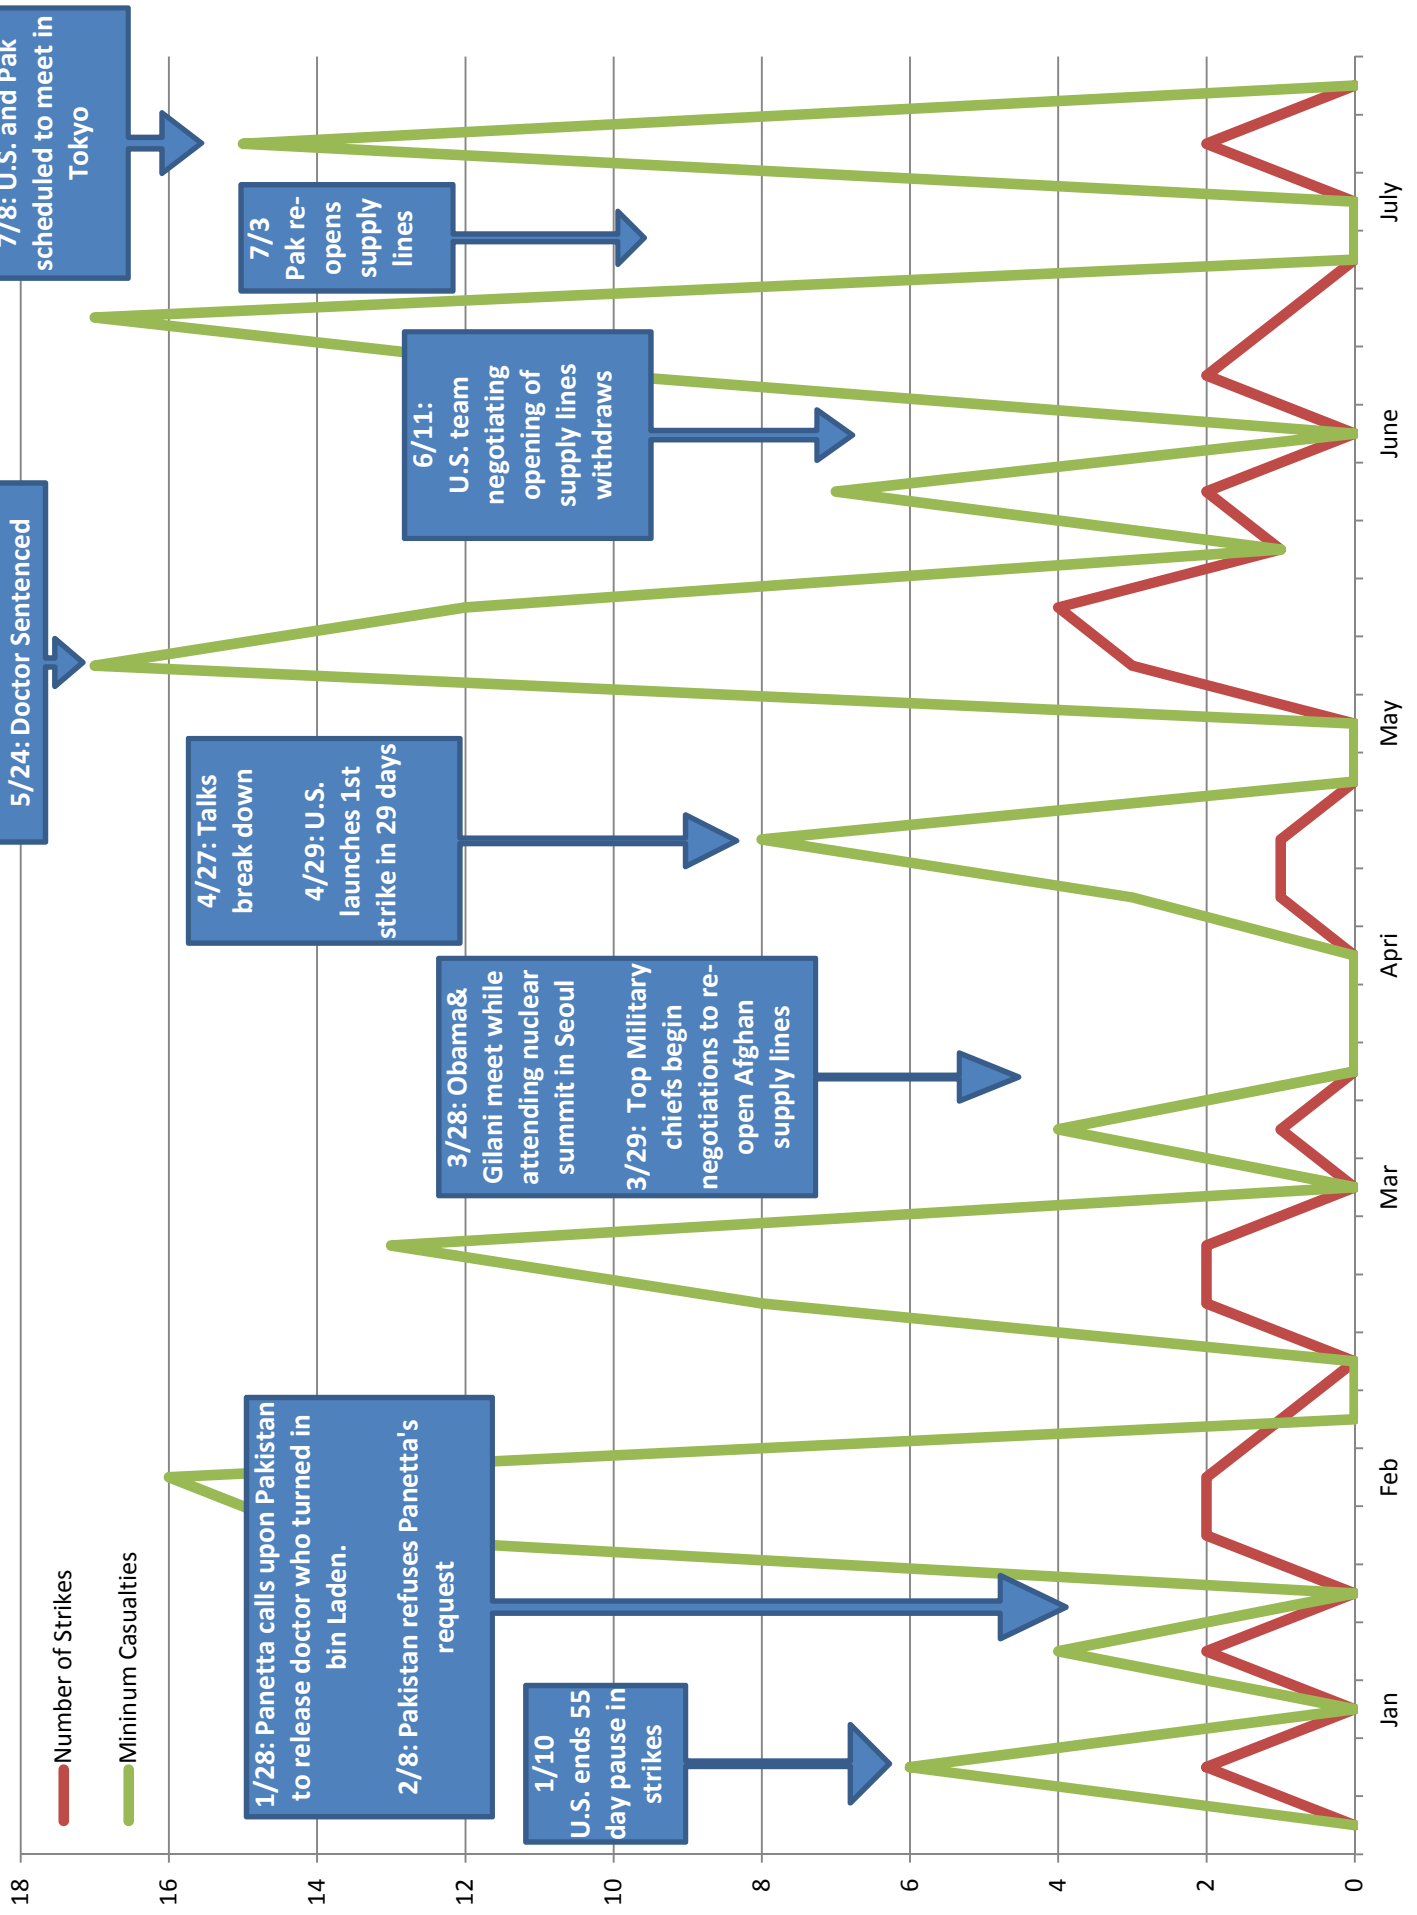 Number of Strikes
Mininum Casualties
18
16
14
12
10
8
6
4
2
0
1/10
U.S. ends 55
day pause in
strikes
1/28: Panetta calls upon Pakistan
to release doctor who turned in
bin Laden.
2/8: Pakistan refuses Panetta's
request
3/28: Obama&
Gilani meet while
attending nuclear
summit in Seoul
3/29: Top Military
chiefs begin
negotiations to re-
open Afghan
supply lines
4/27: Talks
break down
4/29: U.S.
launches 1st
strike in 29 days
5/24: Doctor Sentenced
6/11:
U.S. team
negotiating
opening of
supply lines
withdraws
7/3
Pak re-
opens
supply
lines
7/8: U.S. and Pak
scheduled to meet in
Tokyo
Jan
Feb
Mar
Apri
May
June
July